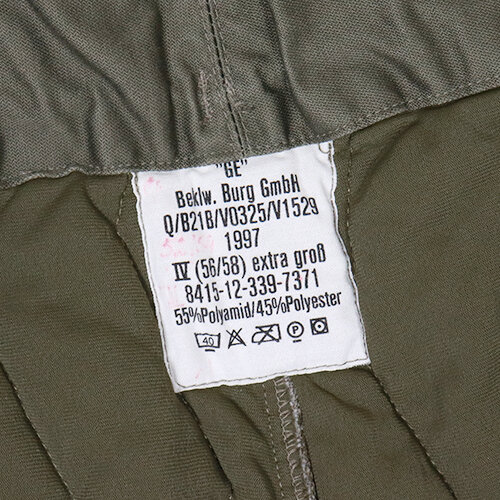 "GE"
Beklw. Burg GmbH
Q/B21B/V0325/V1529
1997
IV (56/58) extra groß
8415-12-339-7371
55%Polyamid/45%Polyester
40 P